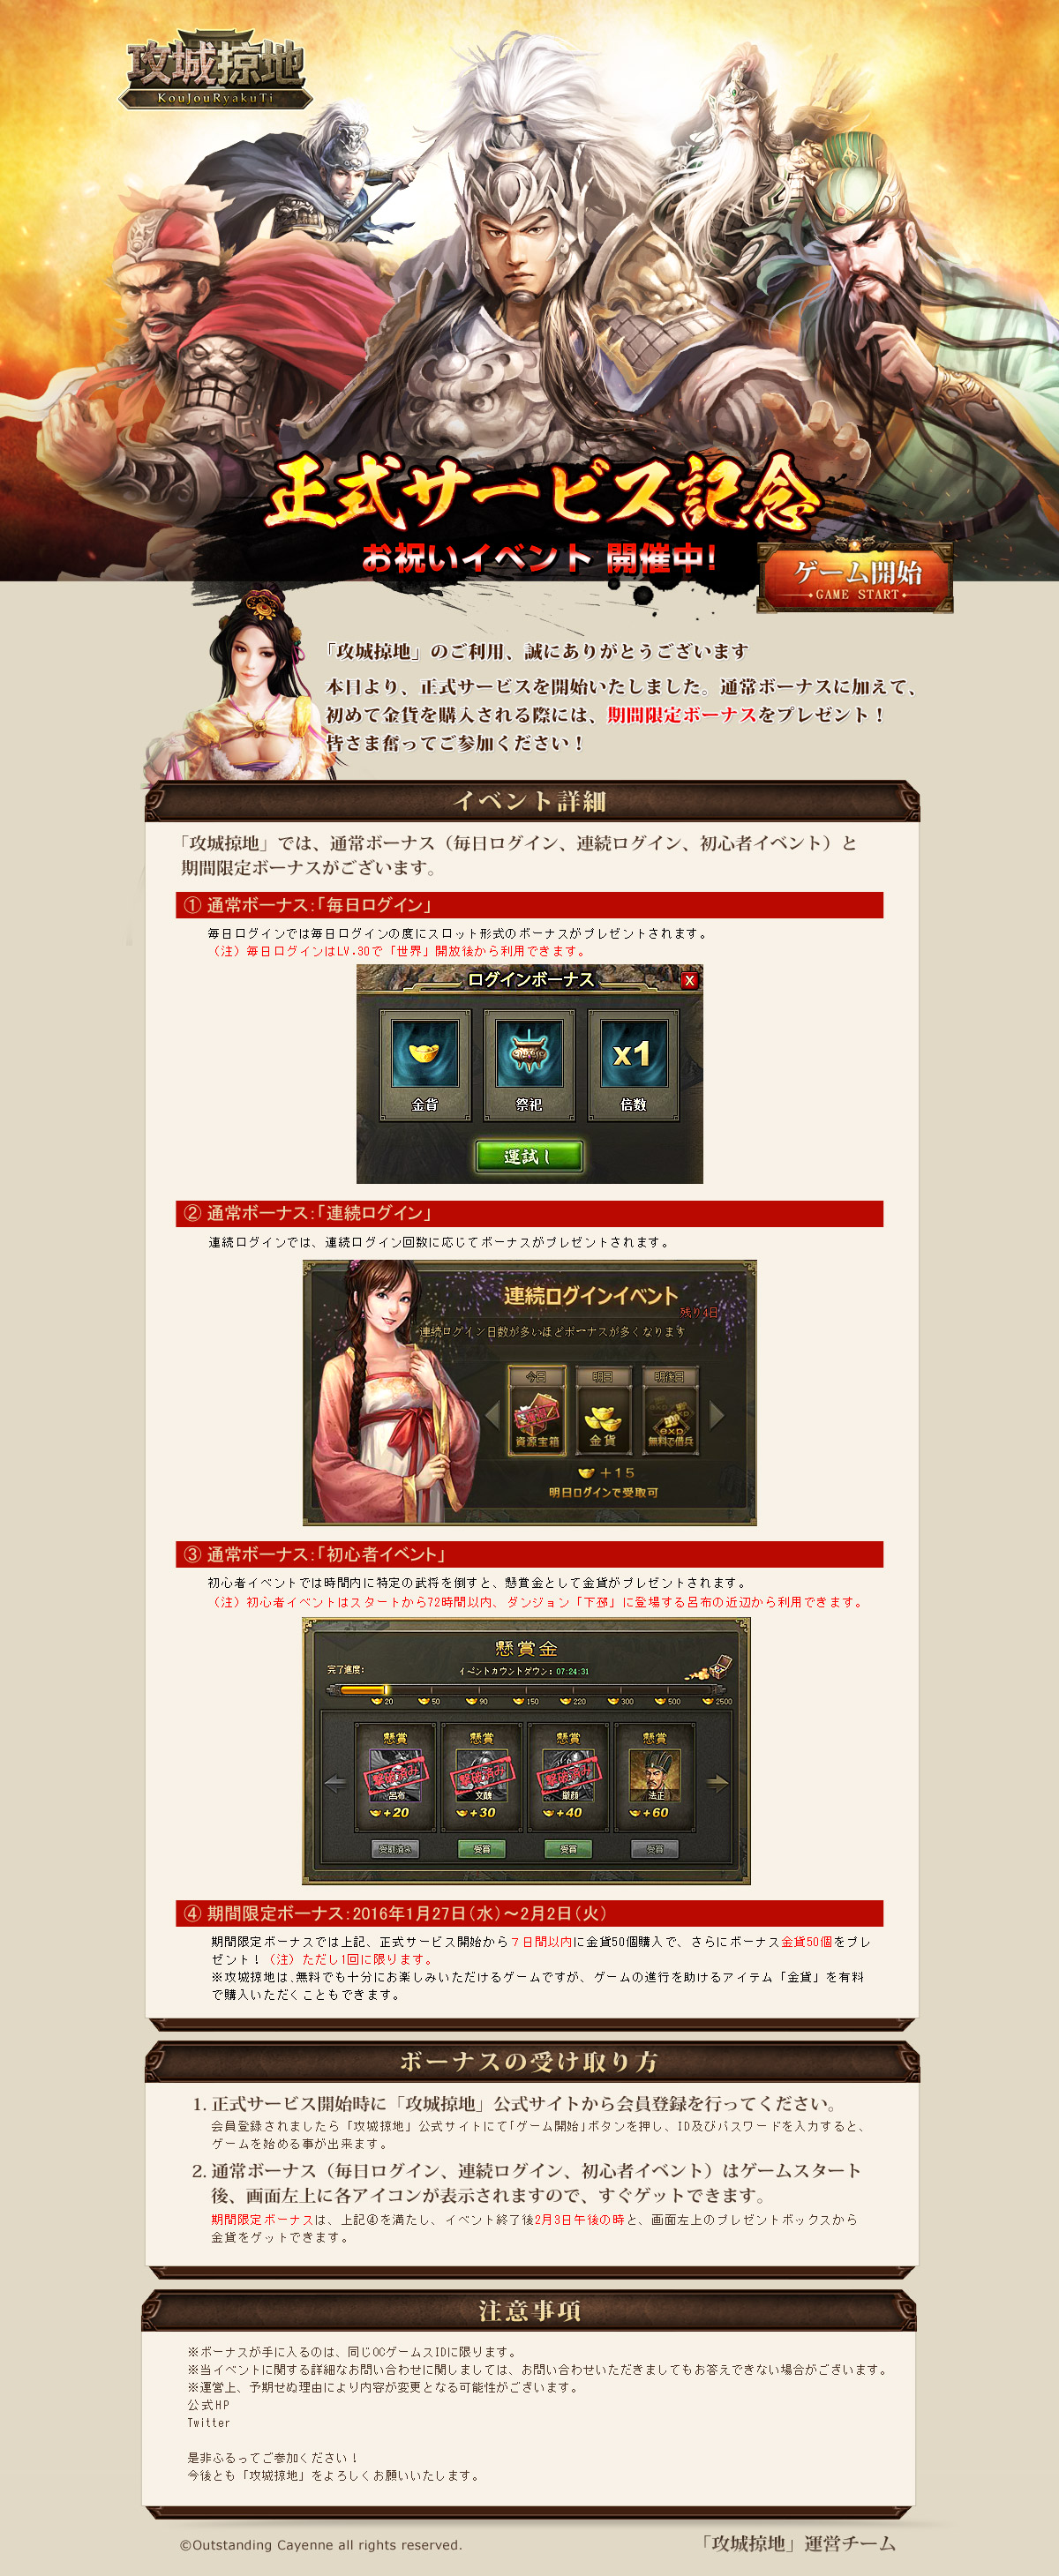 攻城掠地
KouJouRyakuTi
正式サービス記念
お祝いイベント 開催中!
ゲーム開始
GAME START
「攻城掠地」のご利用、誠にありがとうございます
本日より、正式サービスを開始いたしました。通常ボーナスに加えて、
初めて金貨を購入される際には、期間限定ボーナスをプレゼント！
皆さま奮ってご参加ください！
イベント詳細
「攻城掠地」では、通常ボーナス（毎日ログイン、連続ログイン、初心者イベント）と
期間限定ボーナスがございます。
① 通常ボーナス:「毎日ログイン」
毎日ログインでは毎日ログインの度にスロット形式のボーナスがプレゼントされます。
（注）毎日ログインはLV.30で「世界」開放後から利用できます。
ログインボーナス
X
x1
金貨 祭祀 倍数
運試し
② 通常ボーナス:「連続ログイン」
連続ログインでは、連続ログイン回数に応じてボーナスがプレゼントされます。
連続ログインイベント
残り4日
連続ログイン日数が多いほどボーナスが多くなります
今日 明日 明後日
exp
exp
資源宝箱 金貨 無料で借兵
+15
明日ログインで受取可
③ 通常ボーナス:「初心者イベント」
初心者イベントでは時間内に特定の武将を倒すと、懸賞金として金貨がプレゼントされます。
（注）初心者イベントはスタートから72時間以内、ダンジョン「下邳」に登場する呂布の近辺から利用できます。
懸賞金
完了進度:
イベントカウントダウン: 07:24:31
20 50 90 150 220 300 500 2500
懸賞 懸賞 懸賞 懸賞
撃破済み 撃破済み 撃破済み
呂布 文醜 法正
+20 +30 +40 +60
受取済み 受賞 受賞 受賞
④ 期間限定ボーナス:2016年1月27日(水)～2月2日(火)
期間限定ボーナスでは上記、正式サービス開始から７日間以内に金貨50個購入で、さらにボーナス金貨50個をプレ
ゼント！（注）ただし1回に限ります。
※攻城掠地は､無料でも十分にお楽しみいただけるゲームですが、ゲームの進行を助けるアイテム「金貨」を有料
で購入いただくこともできます。
ボーナスの受け取り方
1. 正式サービス開始時に「攻城掠地」公式サイトから会員登録を行ってください。
会員登録されましたら「攻城掠地」公式サイトにて｢ゲーム開始｣ボタンを押し、ID及びパスワードを入力すると、
ゲームを始める事が出来ます。
2. 通常ボーナス（毎日ログイン、連続ログイン、初心者イベント）はゲームスタート
後、画面左上に各アイコンが表示されますので、すぐゲットできます。
期間限定ボーナスは、上記④を満たし、イベント終了後2月3日午後の時と、画面左上のプレゼントボックスから
金貨をゲットできます。
注意事項
※ボーナスが手に入るのは、同じOCゲームスIDに限ります。
※当イベントに関する詳細なお問い合わせに関しましては、お問い合わせいただきましてもお答えできない場合がございます。
※運営上、予期せぬ理由により内容が変更となる可能性がございます。
公式HP
Twitter
是非ふるってご参加ください！
今後とも「攻城掠地」をよろしくお願いいたします。
©Outstanding Cayenne all rights reserved.
「攻城掠地」運営チーム